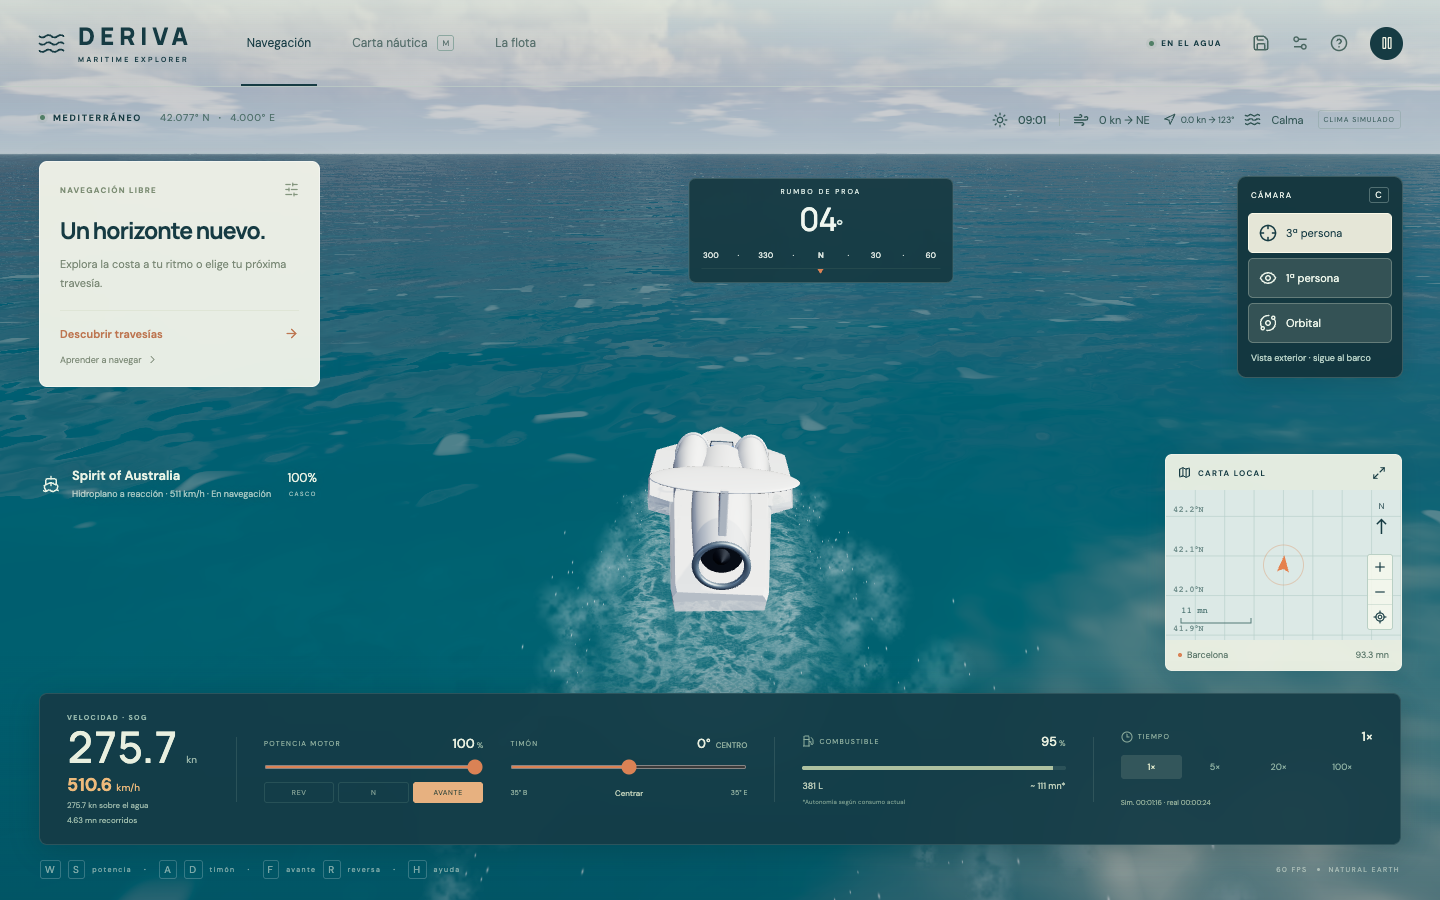 DERIVA
MARITIME EXPLORER
Navegación
Carta náutica M
La flota
EN EL AGUA
MEDITERRÁNEO 42.077° N · 4.000° E
09:01
0 kn → NE
0.0 kn → 123°
Calma
CLIMA SIMULADO
NAVEGACIÓN LIBRE
Un horizonte nuevo.
Explora la costa a tu ritmo o elige tu próxima
travesía.
Descubrir travesías →
Aprender a navegar >
RUMBO DE PROA
04°
300 · 330 · N · 30 · 60
CÁMARA C
3ª persona
1ª persona
Orbital
Vista exterior · sigue al barco
Spirit of Australia
Hidroplano a reacción · 511 km/h · En navegación
100%
CASCO
CARTA LOCAL
42.2°N
42.1°N
42.0°N
41.9°N
11 mn
N
+
−
Barcelona 93.3 mn
VELOCIDAD · SOG
275.7 kn
510.6 km/h
275.7 kn sobre el agua
4.63 mn recorridos
POTENCIA MOTOR 100 %
REV N AVANTE
TIMÓN 0° CENTRO
35° B Centrar 35° E
COMBUSTIBLE 95 %
381 L ~ 111 mn*
*Autonomía según consumo actual
TIEMPO 1×
1× 5× 20× 100×
Sim. 00:01:16 · real 00:00:24
W S potencia · A D timón · F avante R reversa · H ayuda
60 FPS • NATURAL EARTH